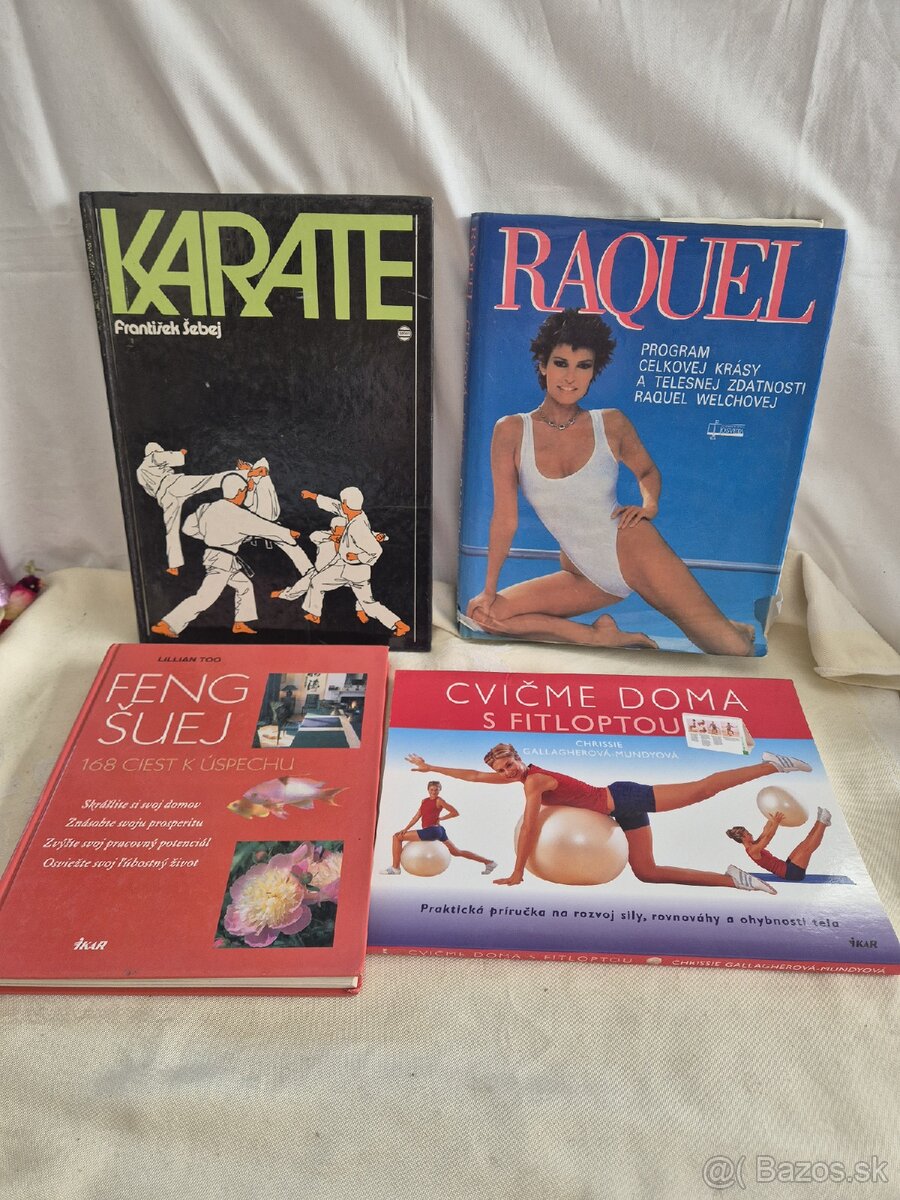 KARATE
František Šebej
RAQUEL
PROGRAM
CELKOVEJ KRÁSY
A TELESNEJ ZDATNOSTI
RAQUEL WELCHOVEJ
LILLIAN TOO
FENG
ŠUEJ
168 CIEST K ÚSPECHU
Skrášlite si svoj domov
Znásobte svoju prosperitu
Zvýšte svoj pracovný potenciál
Osviežte svoj ľúbostný život
IKAR
CVIČME DOMA
S FITLOPTOU
CHRISSIE
GALLAGHEROVÁ-MUNDYOVÁ
Praktická príručka na rozvoj sily, rovnováhy a ohybnosti tela
IKAR
CVIČME DOMA S FITLOPTOU CHRISSIE GALLAGHEROVÁ-MUNDYOVÁ
@( Bazos.sk